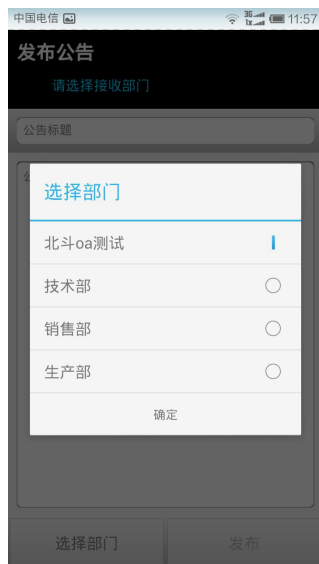 中国电信 3G 1x 11:57
发布公告
请选择接收部门
公告标题
选择部门
北斗oa测试
技术部
销售部
生产部
确定
选择部门 发布